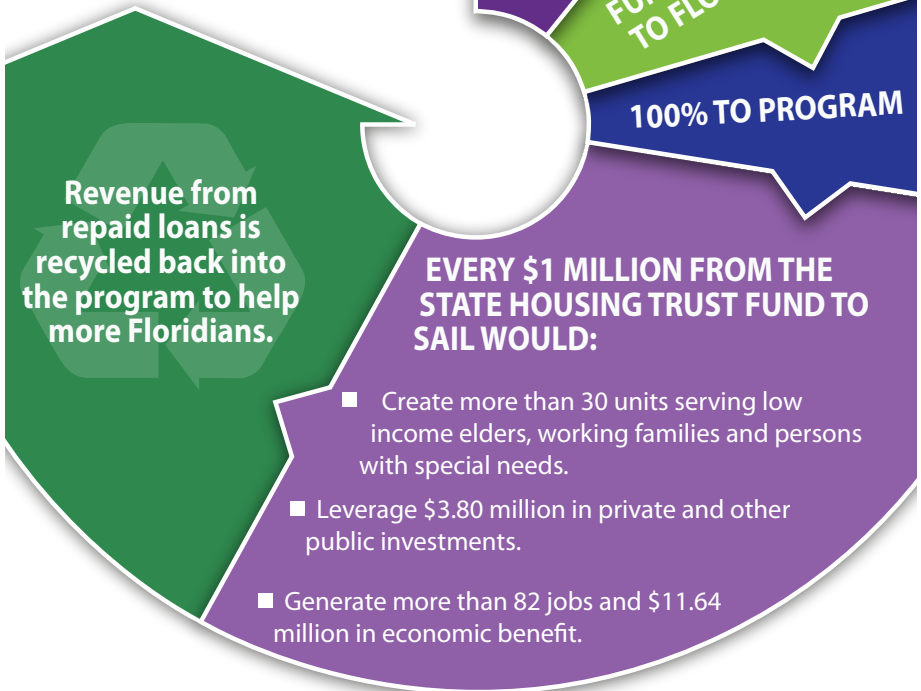 FU
TO FLO
100% TO PROGRAM
Revenue from
repaid loans is
recycled back into
the program to help
more Floridians.
EVERY $1 MILLION FROM THE
STATE HOUSING TRUST FUND TO
SAIL WOULD:
Create more than 30 units serving low
income elders, working families and persons
with special needs.
Leverage $3.80 million in private and other
public investments.
Generate more than 82 jobs and $11.64
million in economic benefit.